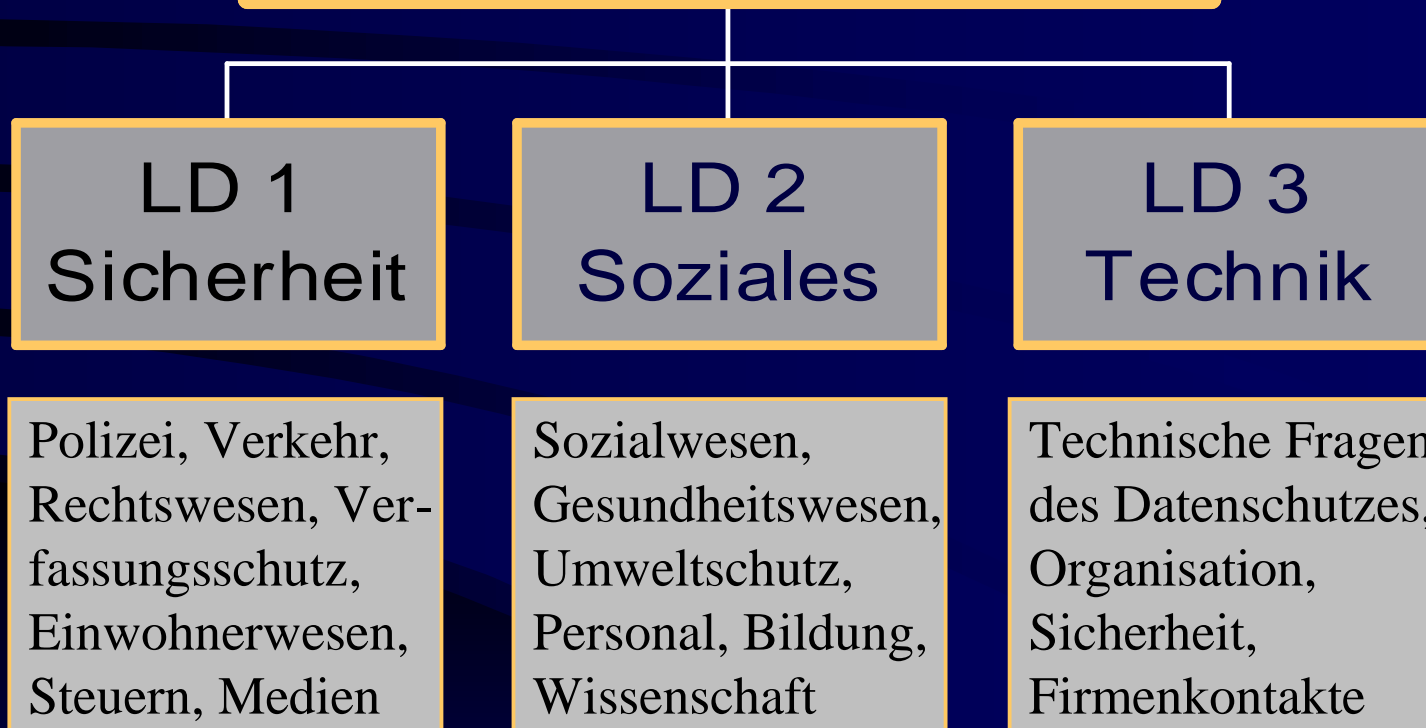 LD 1
Sicherheit
LD 2
Soziales
LD 3
Technik
Polizei, Verkehr,
Rechtswesen, Ver-
fassungsschutz,
Einwohnerwesen,
Steuern, Medien
Sozialwesen,
Gesundheitswesen,
Umweltschutz,
Personal, Bildung,
Wissenschaft
Technische Fragen
des Datenschutzes,
Organisation,
Sicherheit,
Firmenkontakte